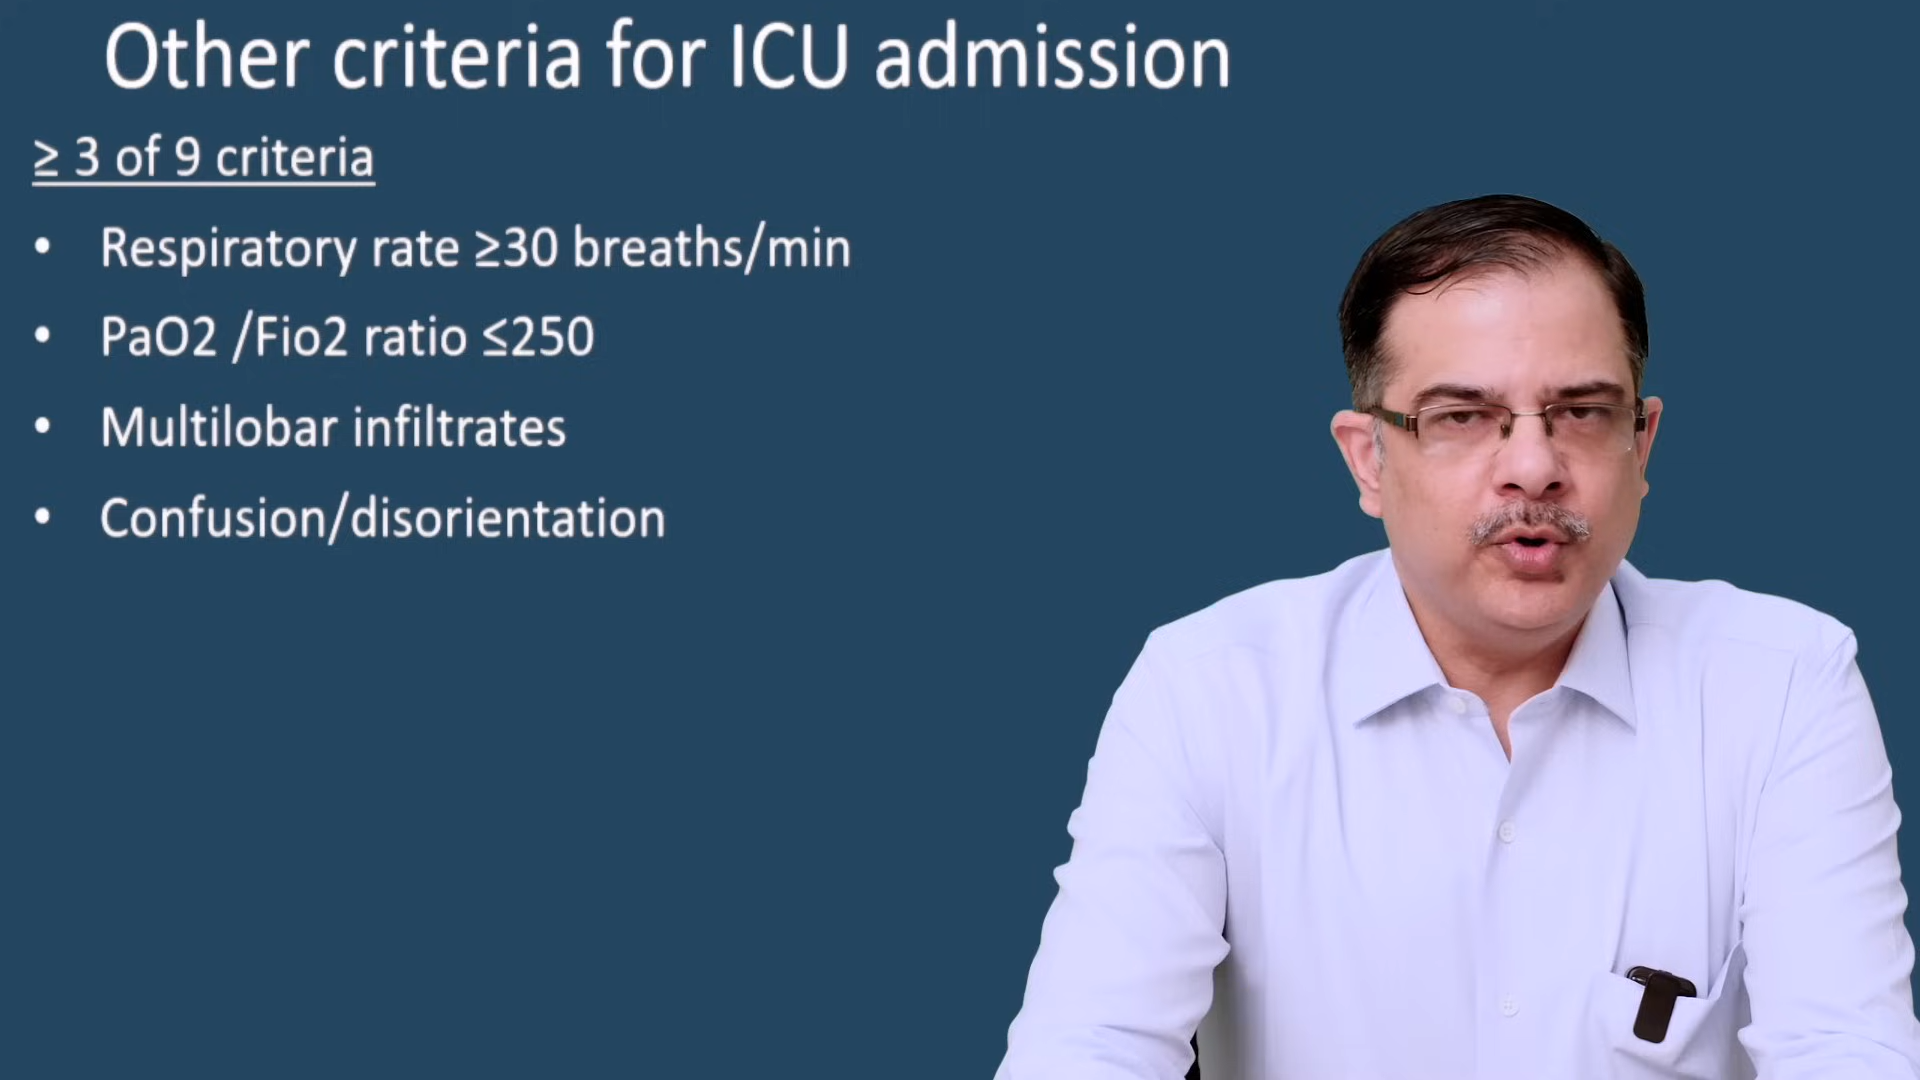 Other criteria for ICU admission
≥ 3 of 9 criteria
• Respiratory rate ≥30 breaths/min
• PaO2 /Fio2 ratio ≤250
• Multilobar infiltrates
• Confusion/disorientation